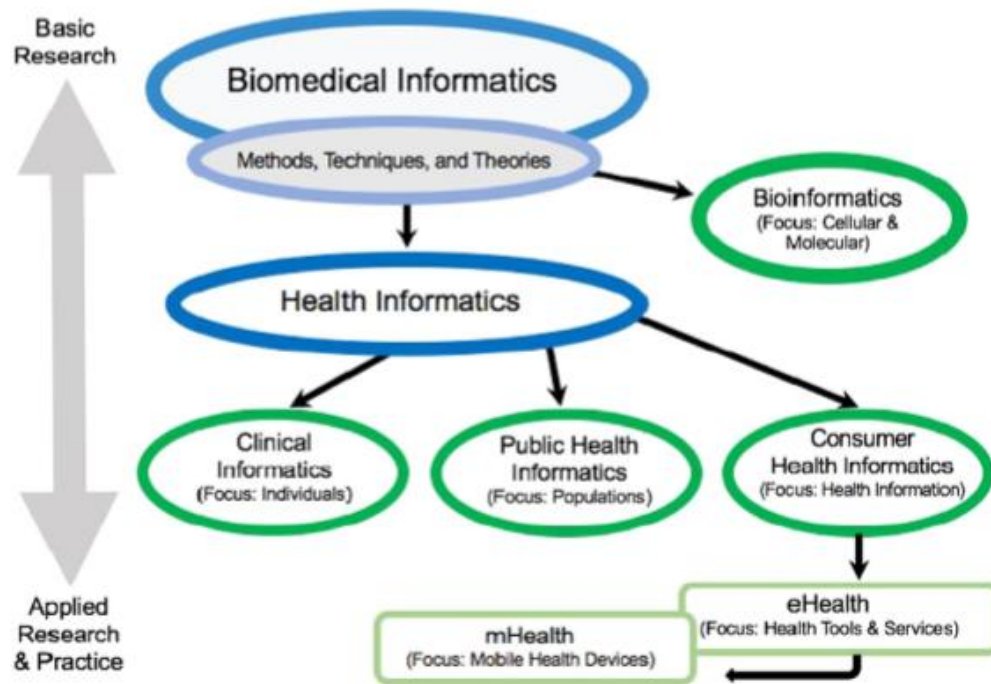 Basic
Research
Biomedical Informatics
Methods, Techniques, and Theories
Bioinformatics
(Focus: Cellular &
Molecular)
Health Informatics
Clinical
Informatics
(Focus: Individuals)
Public Health
Informatics
(Focus: Populations)
Consumer
Health Informatics
(Focus: Health Information)
eHealth
(Focus: Health Tools & Services)
mHealth
(Focus: Mobile Health Devices)
Applied
Research
& Practice